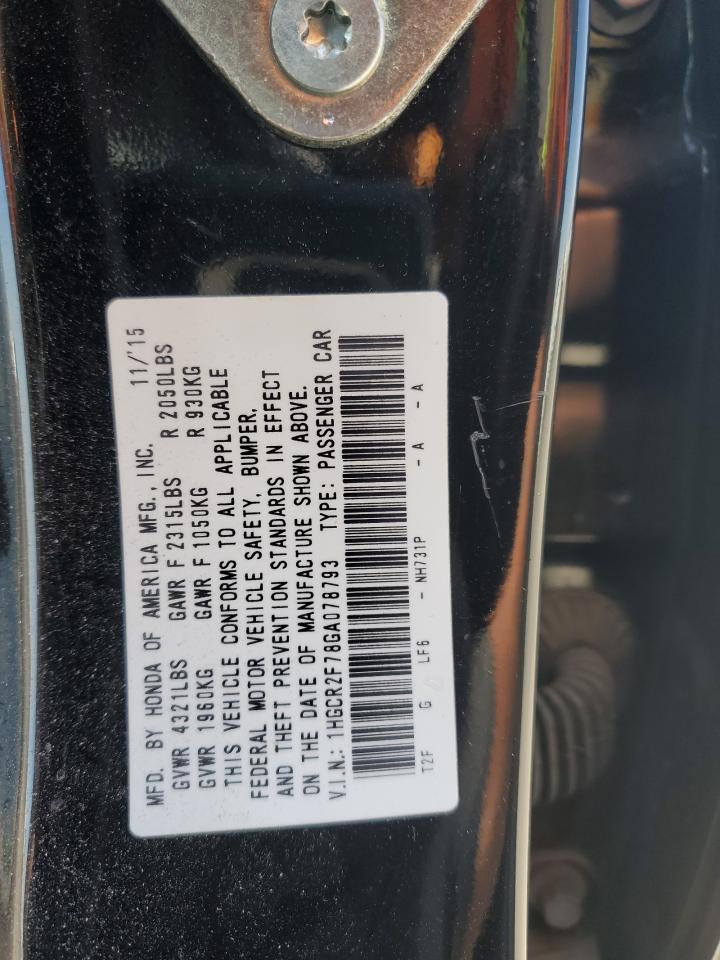 MFD. BY HONDA OF AMERICA MFG., INC. 11/'15
GVWR 4321LBS GAWR F 2315LBS R 2050LBS
GVWR 1960KG GAWR F 1050KG R 930KG
THIS VEHICLE CONFORMS TO ALL APPLICABLE
FEDERAL MOTOR VEHICLE SAFETY, BUMPER,
AND THEFT PREVENTION STANDARDS IN EFFECT
ON THE DATE OF MANUFACTURE SHOWN ABOVE.
V.I.N.: 1HGCR2F78GA078793 TYPE: PASSENGER CAR
T2F G LF6 - NH731P - A - A